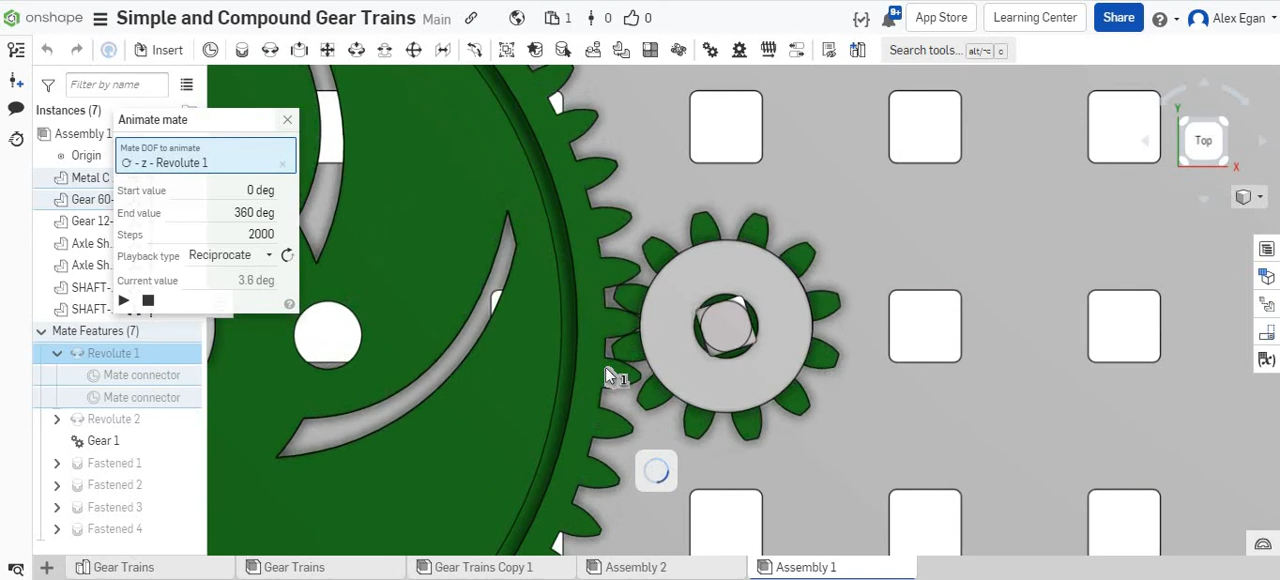 onshape Simple and Compound Gear Trains Main 1 0 0 9+ App Store Learning Center Share Alex Egan
Insert Search tools... alt/⌥ c
Filter by name
Instances (7)
Animate mate
Assembly 1
Mate DOF to animate
- z - Revolute 1
Origin
Metal C
Start value 0 deg
Gear 60-
End value 360 deg
Gear 12-
Steps 2000
Axle Sh.
Playback type Reciprocate
Axle Sh.
Current value 3.6 deg
SHAFT-
SHAFT-
Mate Features (7)
Revolute 1
Mate connector
Mate connector
Revolute 2
Gear 1
Fastened 1
Fastened 2
Fastened 3
Fastened 4
1
Top
Y
X
Gear Trains Gear Trains Gear Trains Copy 1 Assembly 2 Assembly 1